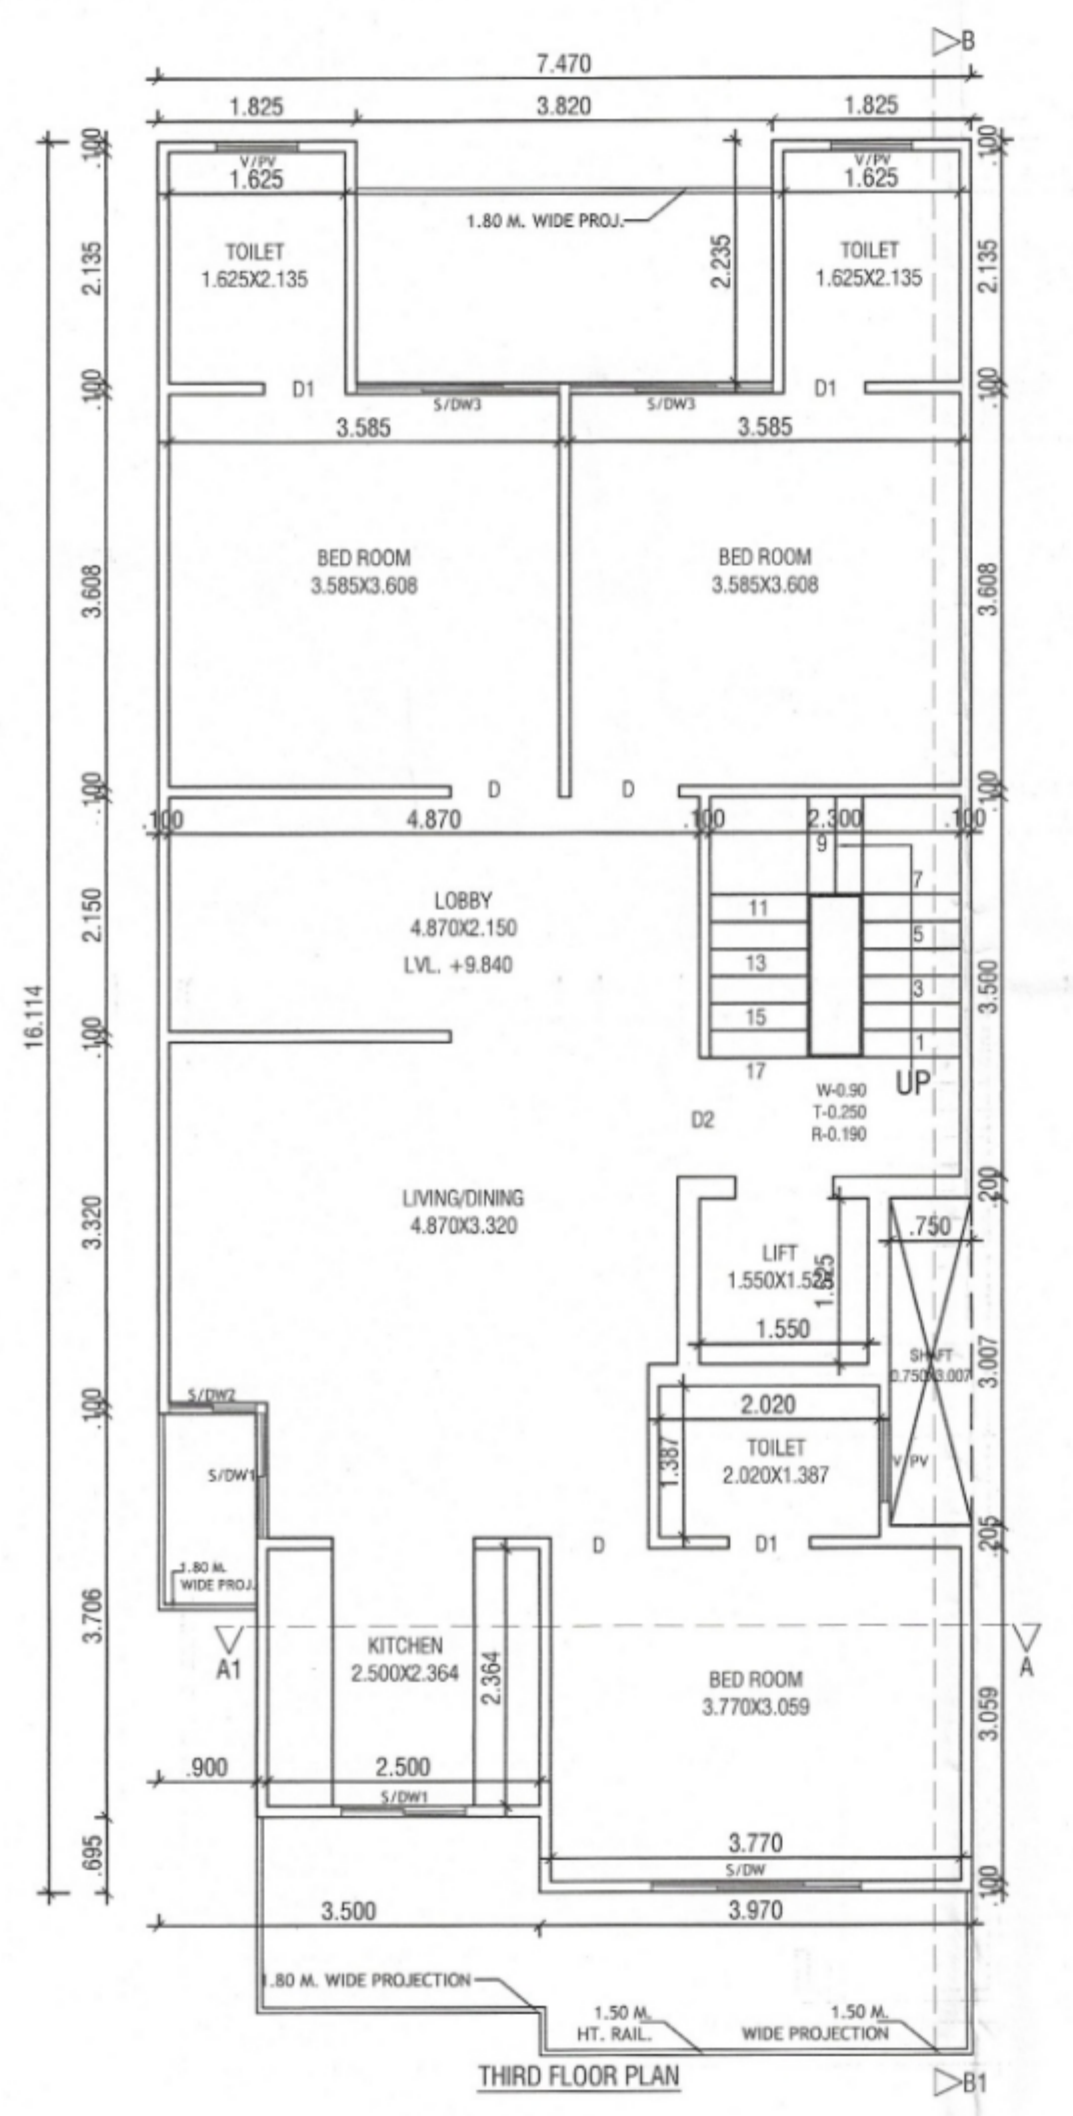 B
7.470
1.825 3.820 1.825
.100 .100
V/PV V/PV
1.625 1.625
1.80 M. WIDE PROJ.
2.135 2.235 2.135
TOILET TOILET
1.625X2.135 1.625X2.135
.100 D1 D1 .100
S/DW3 S/DW3
3.585 3.585
BED ROOM BED ROOM
3.585X3.608 3.585X3.608
3.608 3.608
.100 D D .100
.100 4.870 .100 2.300 .100
9
7
LOBBY 11
4.870X2.150 5
2.150
LVL. +9.840 13
3 3.500
15
16.114 .100 1
17 UP
W-0.90
T-0.250
R-0.190
D2
.200
LIVING/DINING
4.870X3.320
3.320
.750
LIFT
1.550X1.525
1.525
1.550
SHAFT
0.750X3.007
3.007
S/DW2
.100 2.020
TOILET
2.020X1.387
1.387
S/DW1 V/PV
D D1 .205
1.80 M.
WIDE PROJ.
3.706
A1 A
KITCHEN
2.500X2.364
2.364
BED ROOM
3.770X3.059
3.059
.900 2.500
S/DW1
3.770
.695 S/DW
.100
3.500 3.970
1.80 M. WIDE PROJECTION
1.50 M. 1.50 M.
HT. RAIL. WIDE PROJECTION
THIRD FLOOR PLAN
B1